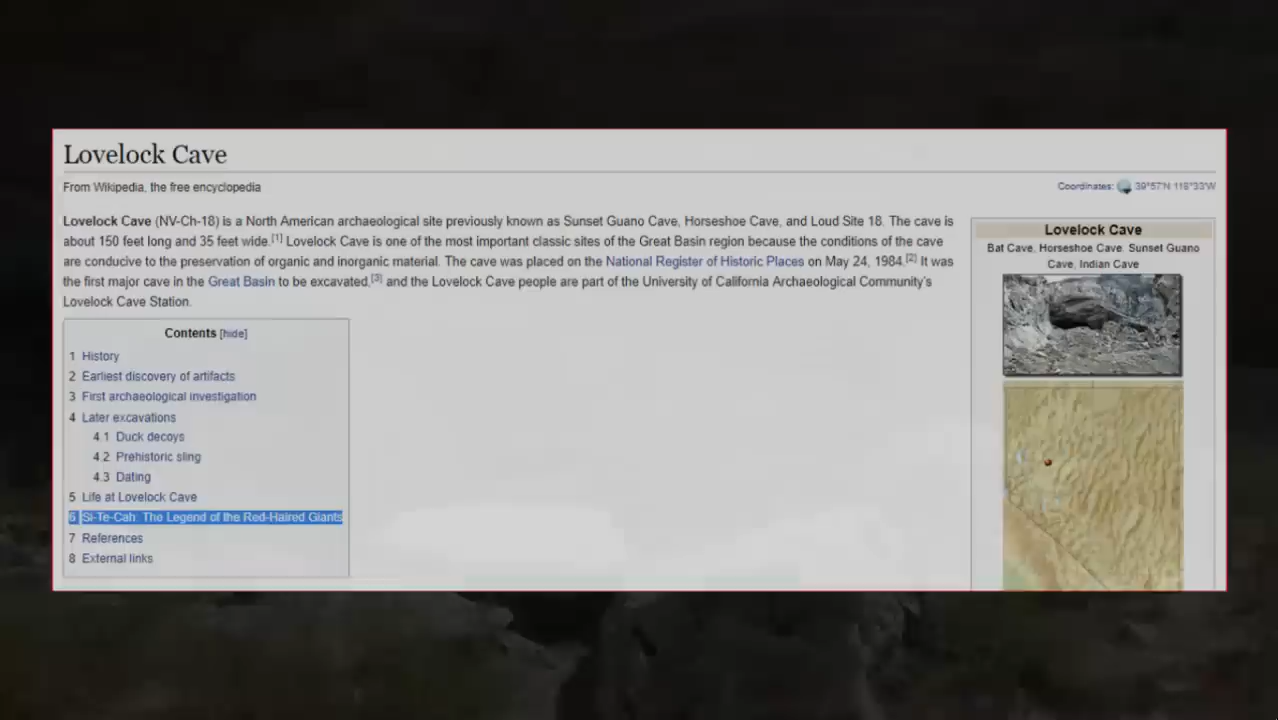 Lovelock Cave
From Wikipedia, the free encyclopedia
Coordinates: 39°57′N 118°33′W
Lovelock Cave (NV-Ch-18) is a North American archaeological site previously known as Sunset Guano Cave, Horseshoe Cave, and Loud Site 18. The cave is
about 150 feet long and 35 feet wide.[1] Lovelock Cave is one of the most important classic sites of the Great Basin region because the conditions of the cave
are conducive to the preservation of organic and inorganic material. The cave was placed on the National Register of Historic Places on May 24, 1984.[2] It was
the first major cave in the Great Basin to be excavated,[3] and the Lovelock Cave people are part of the University of California Archaeological Community's
Lovelock Cave Station.
Contents [hide]
1 History
2 Earliest discovery of artifacts
3 First archaeological investigation
4 Later excavations
4.1 Duck decoys
4.2 Prehistoric sling
4.3 Dating
5 Life at Lovelock Cave
6 Si-Te-Cah: The Legend of the Red-Haired Giants
7 References
8 External links
Lovelock Cave
Bat Cave, Horseshoe Cave, Sunset Guano
Cave, Indian Cave